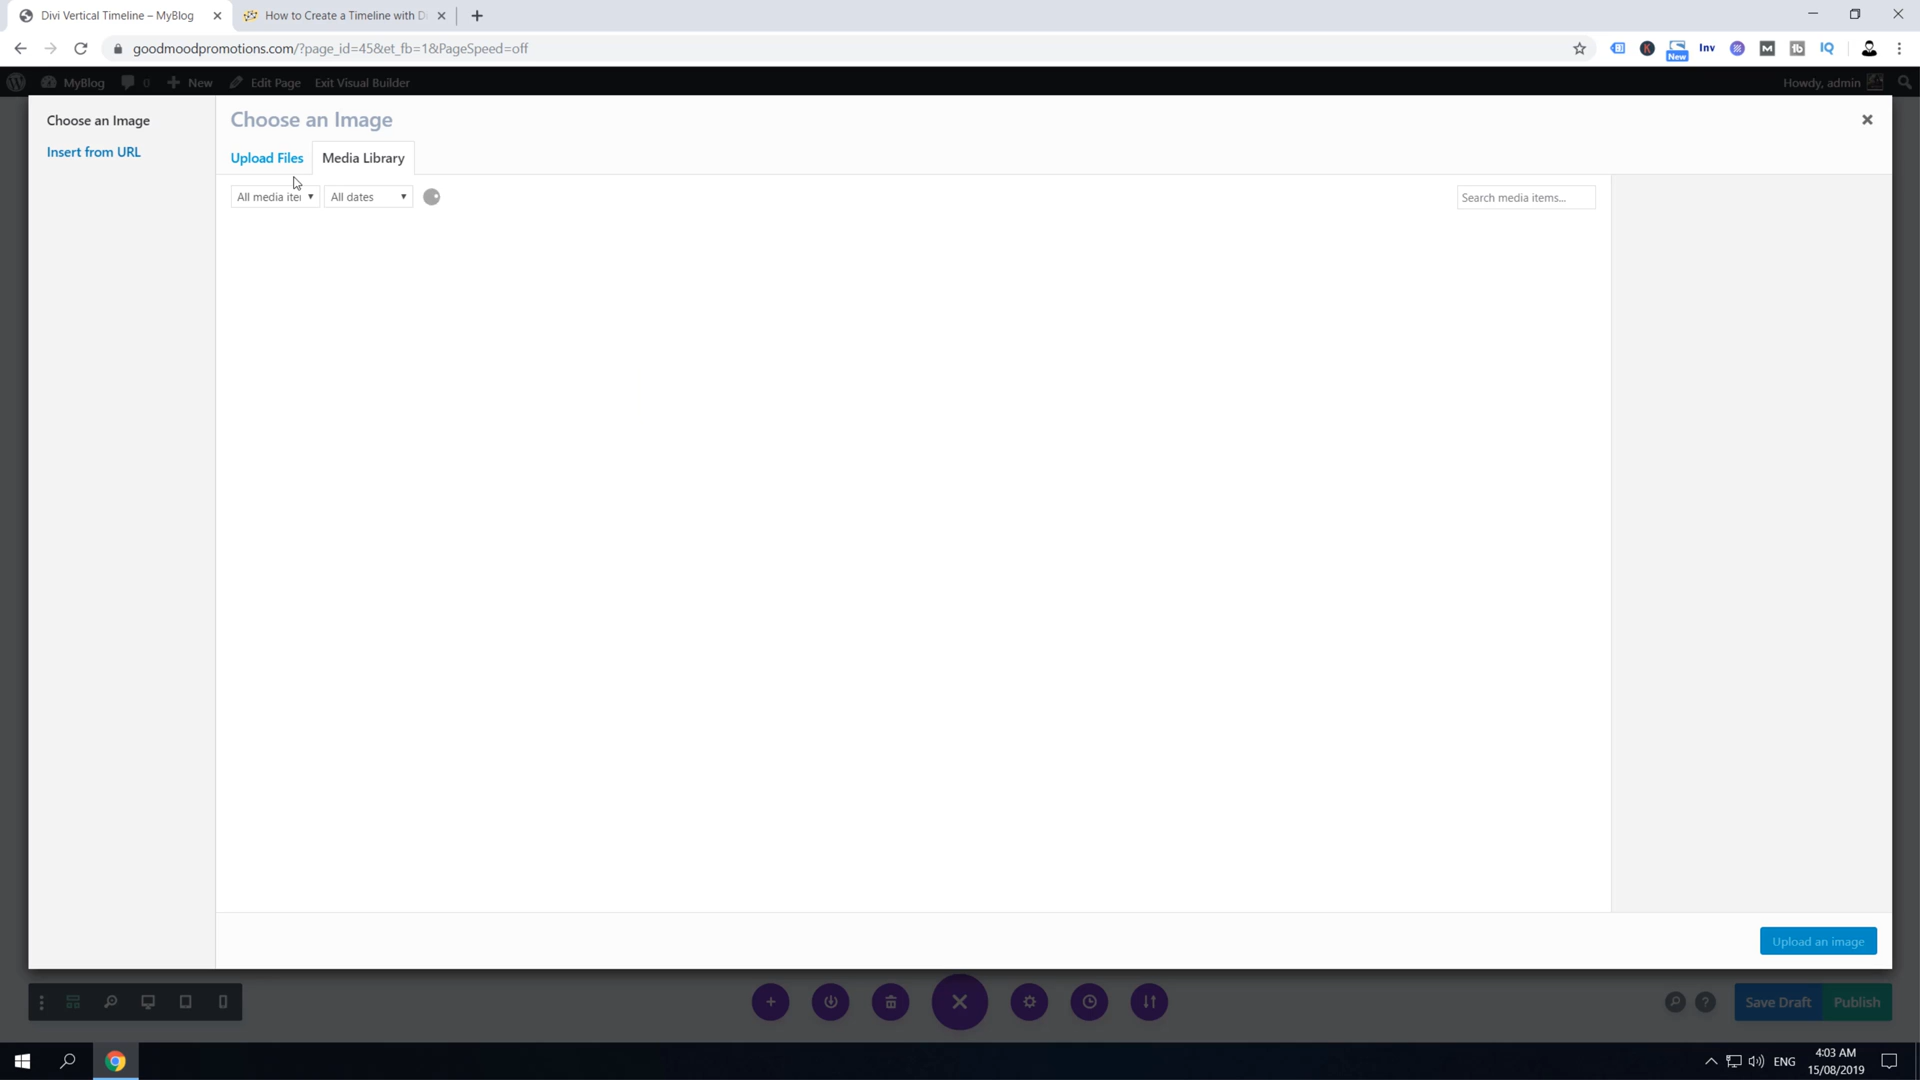 Divi Vertical Timeline – MyBlog
How to Create a Timeline with D
goodmoodpromotions.com/?page_id=45&et_fb=1&PageSpeed=off
New
Inv
M
tb
IQ
K
MyBlog
0
New
Edit Page
Exit Visual Builder
Howdy, admin
Choose an Image
Insert from URL
Choose an Image
Upload Files
Media Library
All media iter
All dates
Search media items...
Upload an image
Save Draft
Publish
ENG
4:03 AM
15/08/2019